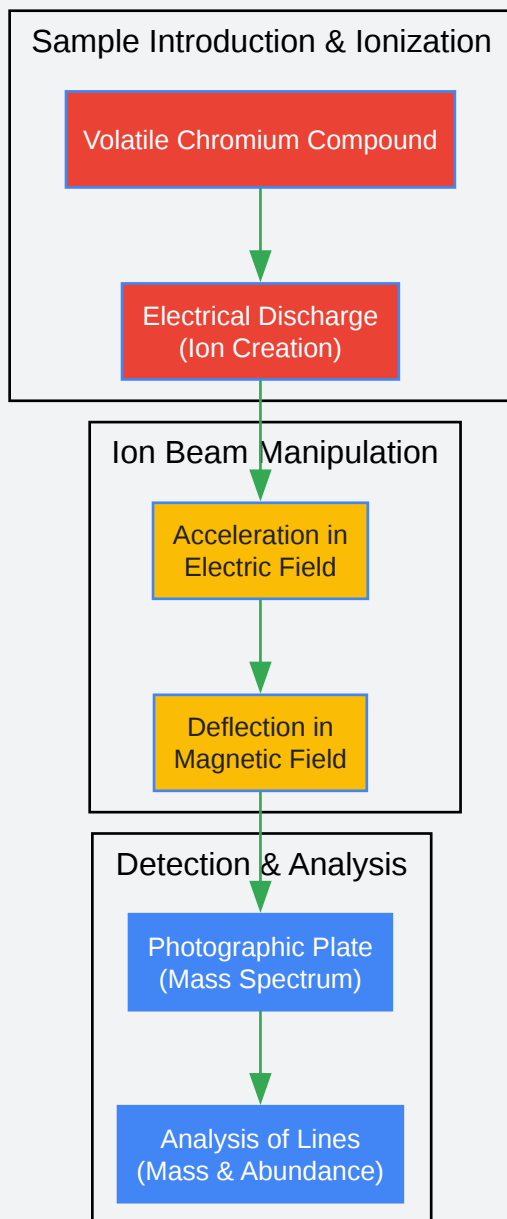 Sample Introduction & Ionization
Volatile Chromium Compound
Electrical Discharge
(Ion Creation)
Ion Beam Manipulation
Acceleration in
Electric Field
Deflection in
Magnetic Field
Detection & Analysis
Photographic Plate
(Mass Spectrum)
Analysis of Lines
(Mass & Abundance)